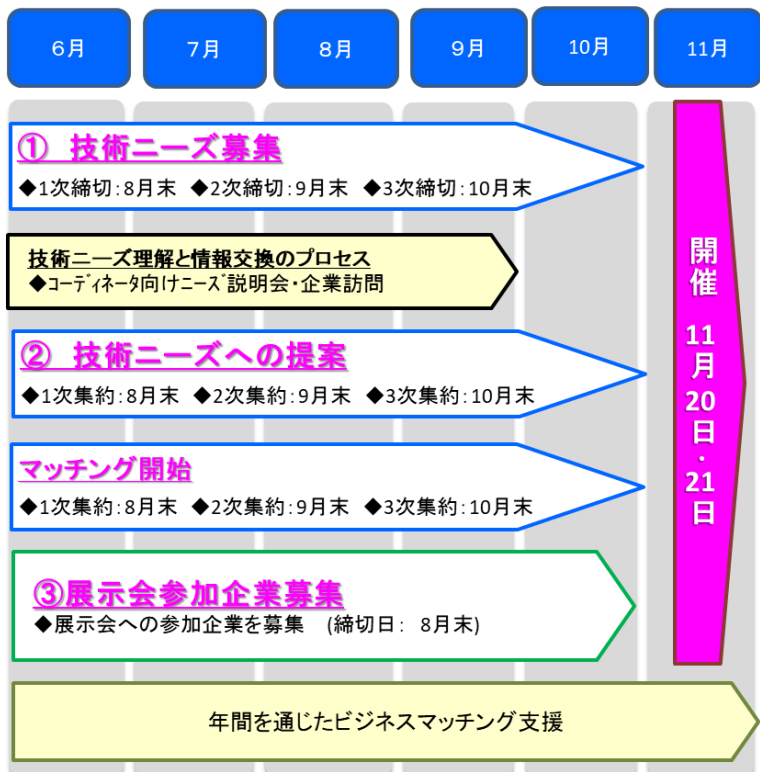 6月
7月
8月
9月
10月
11月
① 技術ニーズ募集
◆1次締切:8月末 ◆2次締切:9月末 ◆3次締切:10月末
技術ニーズ理解と情報交換のプロセス
◆コーディネータ向けニーズ説明会・企業訪問
② 技術ニーズへの提案
◆1次集約:8月末 ◆2次集約:9月末 ◆3次集約:10月末
マッチング開始
◆1次集約:8月末 ◆2次集約:9月末 ◆3次集約:10月末
③展示会参加企業募集
◆展示会への参加企業を募集 (締切日: 8月末)
開催 11月20日・21日
年間を通じたビジネスマッチング支援